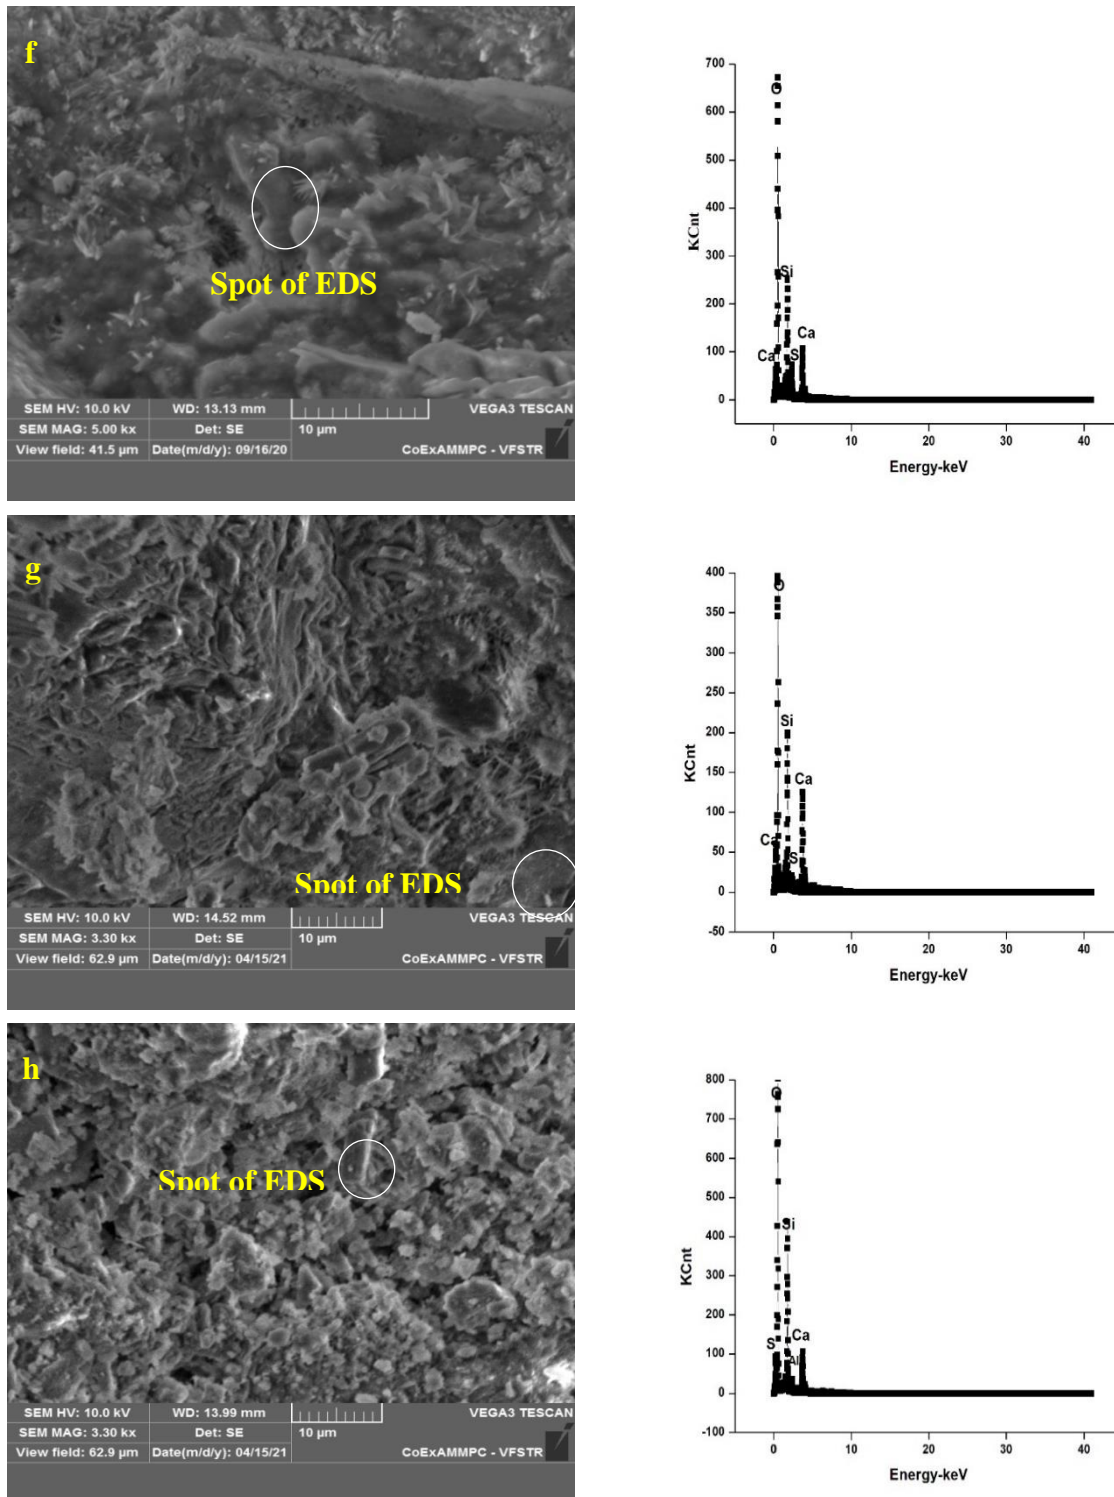 f
Spot of EDS
SEM HV: 10.0 kV WD: 13.13 mm VEGA3 TESCAN
SEM MAG: 5.00 kx Det: SE 10 µm
View field: 41.5 µm Date(m/d/y): 09/16/20 CoExAMMPC - VFSTR
700
600
500
400
300
200
100
0
KCnt
O
Si
Ca
Ca
S
0 10 20 30 40
Energy-keV
g
Spot of EDS
SEM HV: 10.0 kV WD: 14.52 mm VEGA3 TESCAN
SEM MAG: 3.30 kx Det: SE 10 µm
View field: 62.9 µm Date(m/d/y): 04/15/21 CoExAMMPC - VFSTR
400
350
300
250
200
150
100
50
0
-50
KCnt
O
Si
Ca
Ca
S
0 10 20 30 40
Energy-keV
h
Spot of EDS
SEM HV: 10.0 kV WD: 13.99 mm VEGA3 TESCAN
SEM MAG: 3.30 kx Det: SE 10 µm
View field: 62.9 µm Date(m/d/y): 04/15/21 CoExAMMPC - VFSTR
800
700
600
500
400
300
200
100
0
-100
KCnt
O
Si
Ca
S
Al
0 10 20 30 40
Energy-keV